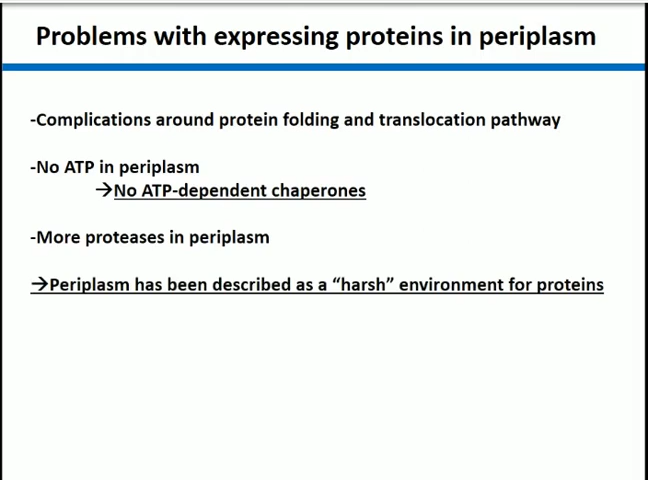 Problems with expressing proteins in periplasm
-Complications around protein folding and translocation pathway
-No ATP in periplasm
→No ATP-dependent chaperones
-More proteases in periplasm
→Periplasm has been described as a “harsh” environment for proteins